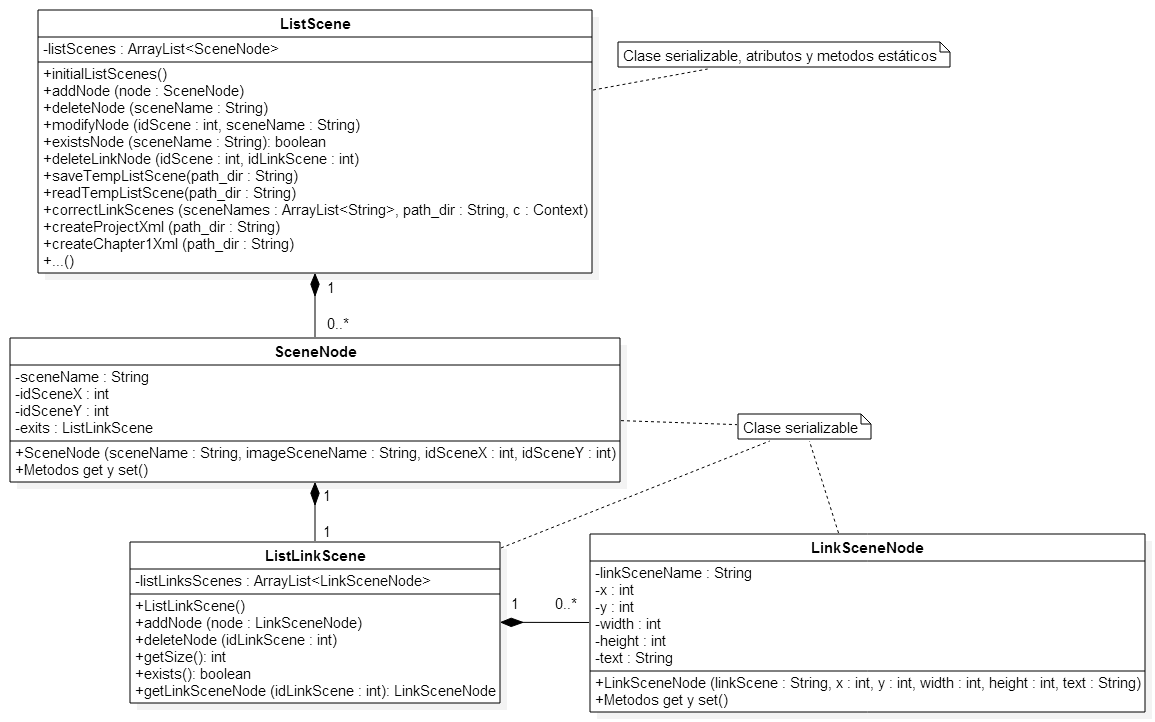 ListScene
-listScenes : ArrayList<SceneNode>
+initialListScenes()
+addNode (node : SceneNode)
+deleteNode (sceneName : String)
+modifyNode (idScene : int, sceneName : String)
+existsNode (sceneName : String): boolean
+deleteLinkNode (idScene : int, idLinkScene : int)
+saveTempListScene(path_dir : String)
+readTempListScene(path_dir : String)
+correctLinkScenes (sceneNames : ArrayList<String>, path_dir : String, c : Context)
+createProjectXml (path_dir : String)
+createChapter1Xml (path_dir : String)
+...()
Clase serializable, atributos y metodos estáticos
1
0..*
SceneNode
-sceneName : String
-idSceneX : int
-idSceneY : int
-exits : ListLinkScene
+SceneNode (sceneName : String, imageSceneName : String, idSceneX : int, idSceneY : int)
+Metodos get y set()
Clase serializable
1
1
ListLinkScene
-listLinksScenes : ArrayList<LinkSceneNode>
+ListLinkScene()
+addNode (node : LinkSceneNode)
+deleteNode (idLinkScene : int)
+getSize(): int
+exists(): boolean
+getLinkSceneNode (idLinkScene : int): LinkSceneNode
1
0..*
LinkSceneNode
-linkSceneName : String
-x : int
-y : int
-width : int
-height : int
-text : String
+LinkSceneNode (linkScene : String, x : int, y : int, width : int, height : int, text : String)
+Metodos get y set()